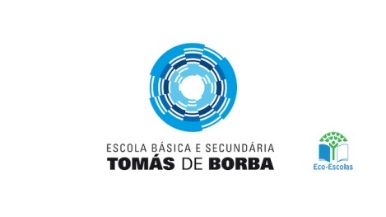 ESCOLA BÁSICA E SECUNDÁRIA
TOMÁS DE BORBA
Eco-Escolas